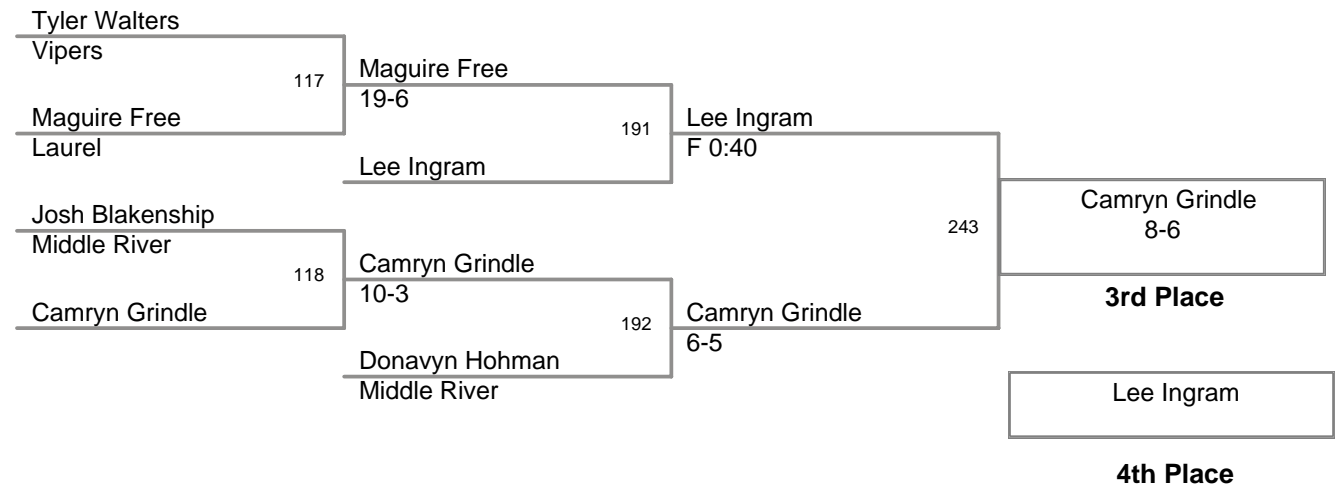 Tyler Walters
Vipers
117
Maguire Free
Laurel
Maguire Free
19-6
191
Lee Ingram
Lee Ingram
F 0:40
Josh Blakenship
Middle River
118
Camryn Grindle
Camryn Grindle
10-3
192
Donavyn Hohman
Middle River
Camryn Grindle
6-5
243
Camryn Grindle
8-6
3rd Place
Lee Ingram
4th Place